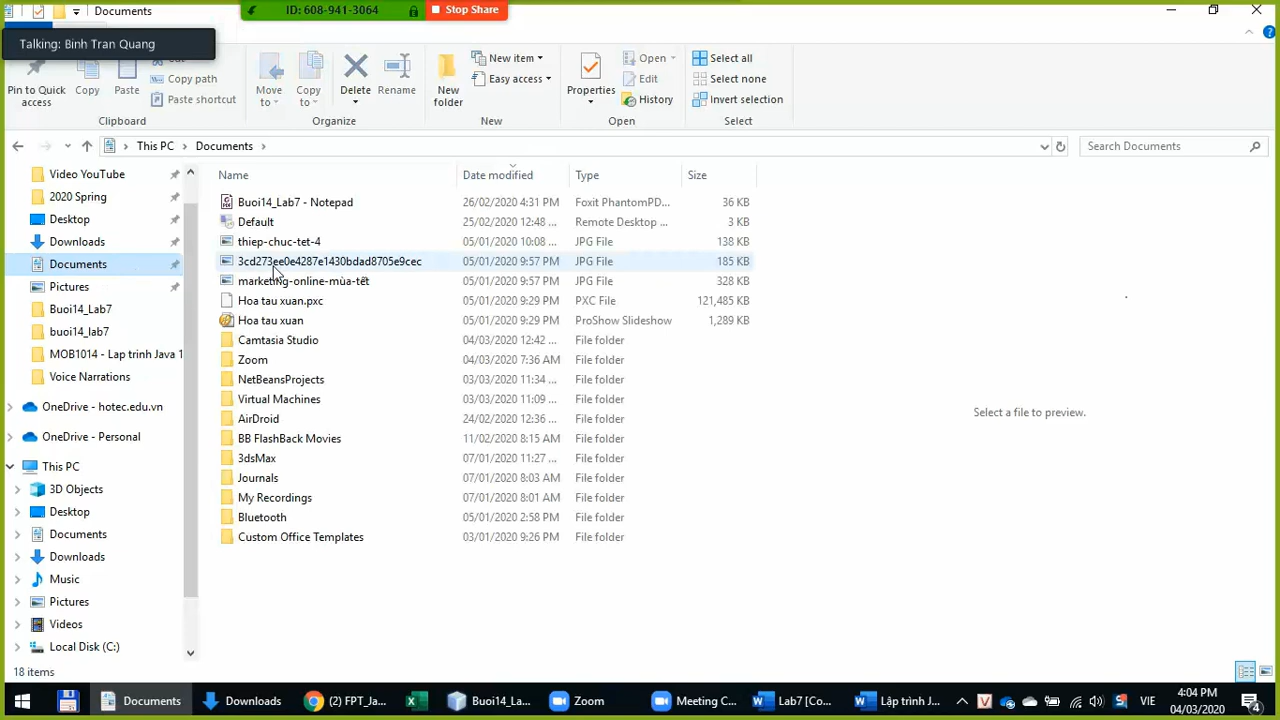 Documents
ID: 608-941-3064
Stop Share
Talking: Binh Tran Quang
Pin to Quick access
Copy
Paste
Copy path
Paste shortcut
Move to
Copy to
Delete
Rename
New folder
New item
Easy access
Properties
Open
Edit
History
Select all
Select none
Invert selection
Clipboard
Organize
New
Open
Select
This PC
Documents
Search Documents
Video YouTube
2020 Spring
Desktop
Downloads
Documents
Pictures
Buoi14_Lab7
buoi14_lab7
MOB1014 - Lap trinh Java 1
Voice Narrations
OneDrive - hotec.edu.vn
OneDrive - Personal
This PC
3D Objects
Desktop
Documents
Downloads
Music
Pictures
Videos
Local Disk (C:)
Name Date modified Type Size
Buoi14_Lab7 - Notepad 26/02/2020 4:31 PM Foxit PhantomPD... 36 KB
Default 25/02/2020 12:48 ... Remote Desktop ... 3 KB
thiep-chuc-tet-4 05/01/2020 10:08 ... JPG File 138 KB
3cd273ee0e4287e1430bdad8705e9cec 05/01/2020 9:57 PM JPG File 185 KB
marketing-online-mùa-tết 05/01/2020 9:57 PM JPG File 328 KB
Hoa tau xuan.pxc 05/01/2020 9:29 PM PXC File 121,485 KB
Hoa tau xuan 05/01/2020 9:29 PM ProShow Slideshow 1,289 KB
Camtasia Studio 04/03/2020 12:42 ... File folder
Zoom 04/03/2020 7:36 AM File folder
NetBeansProjects 03/03/2020 11:34 ... File folder
Virtual Machines 03/03/2020 11:09 ... File folder
AirDroid 24/02/2020 12:36 ... File folder
BB FlashBack Movies 11/02/2020 8:15 AM File folder
3dsMax 07/01/2020 11:27 ... File folder
Journals 07/01/2020 8:03 AM File folder
My Recordings 07/01/2020 8:01 AM File folder
Bluetooth 05/01/2020 2:58 PM File folder
Custom Office Templates 03/01/2020 9:26 PM File folder
Select a file to preview.
18 items
Documents
Downloads
(2) FPT_Ja...
Buoi14_La...
Zoom
Meeting C...
Lab7 [Co...
Lập trình J...
VIE
4:04 PM
04/03/2020
4